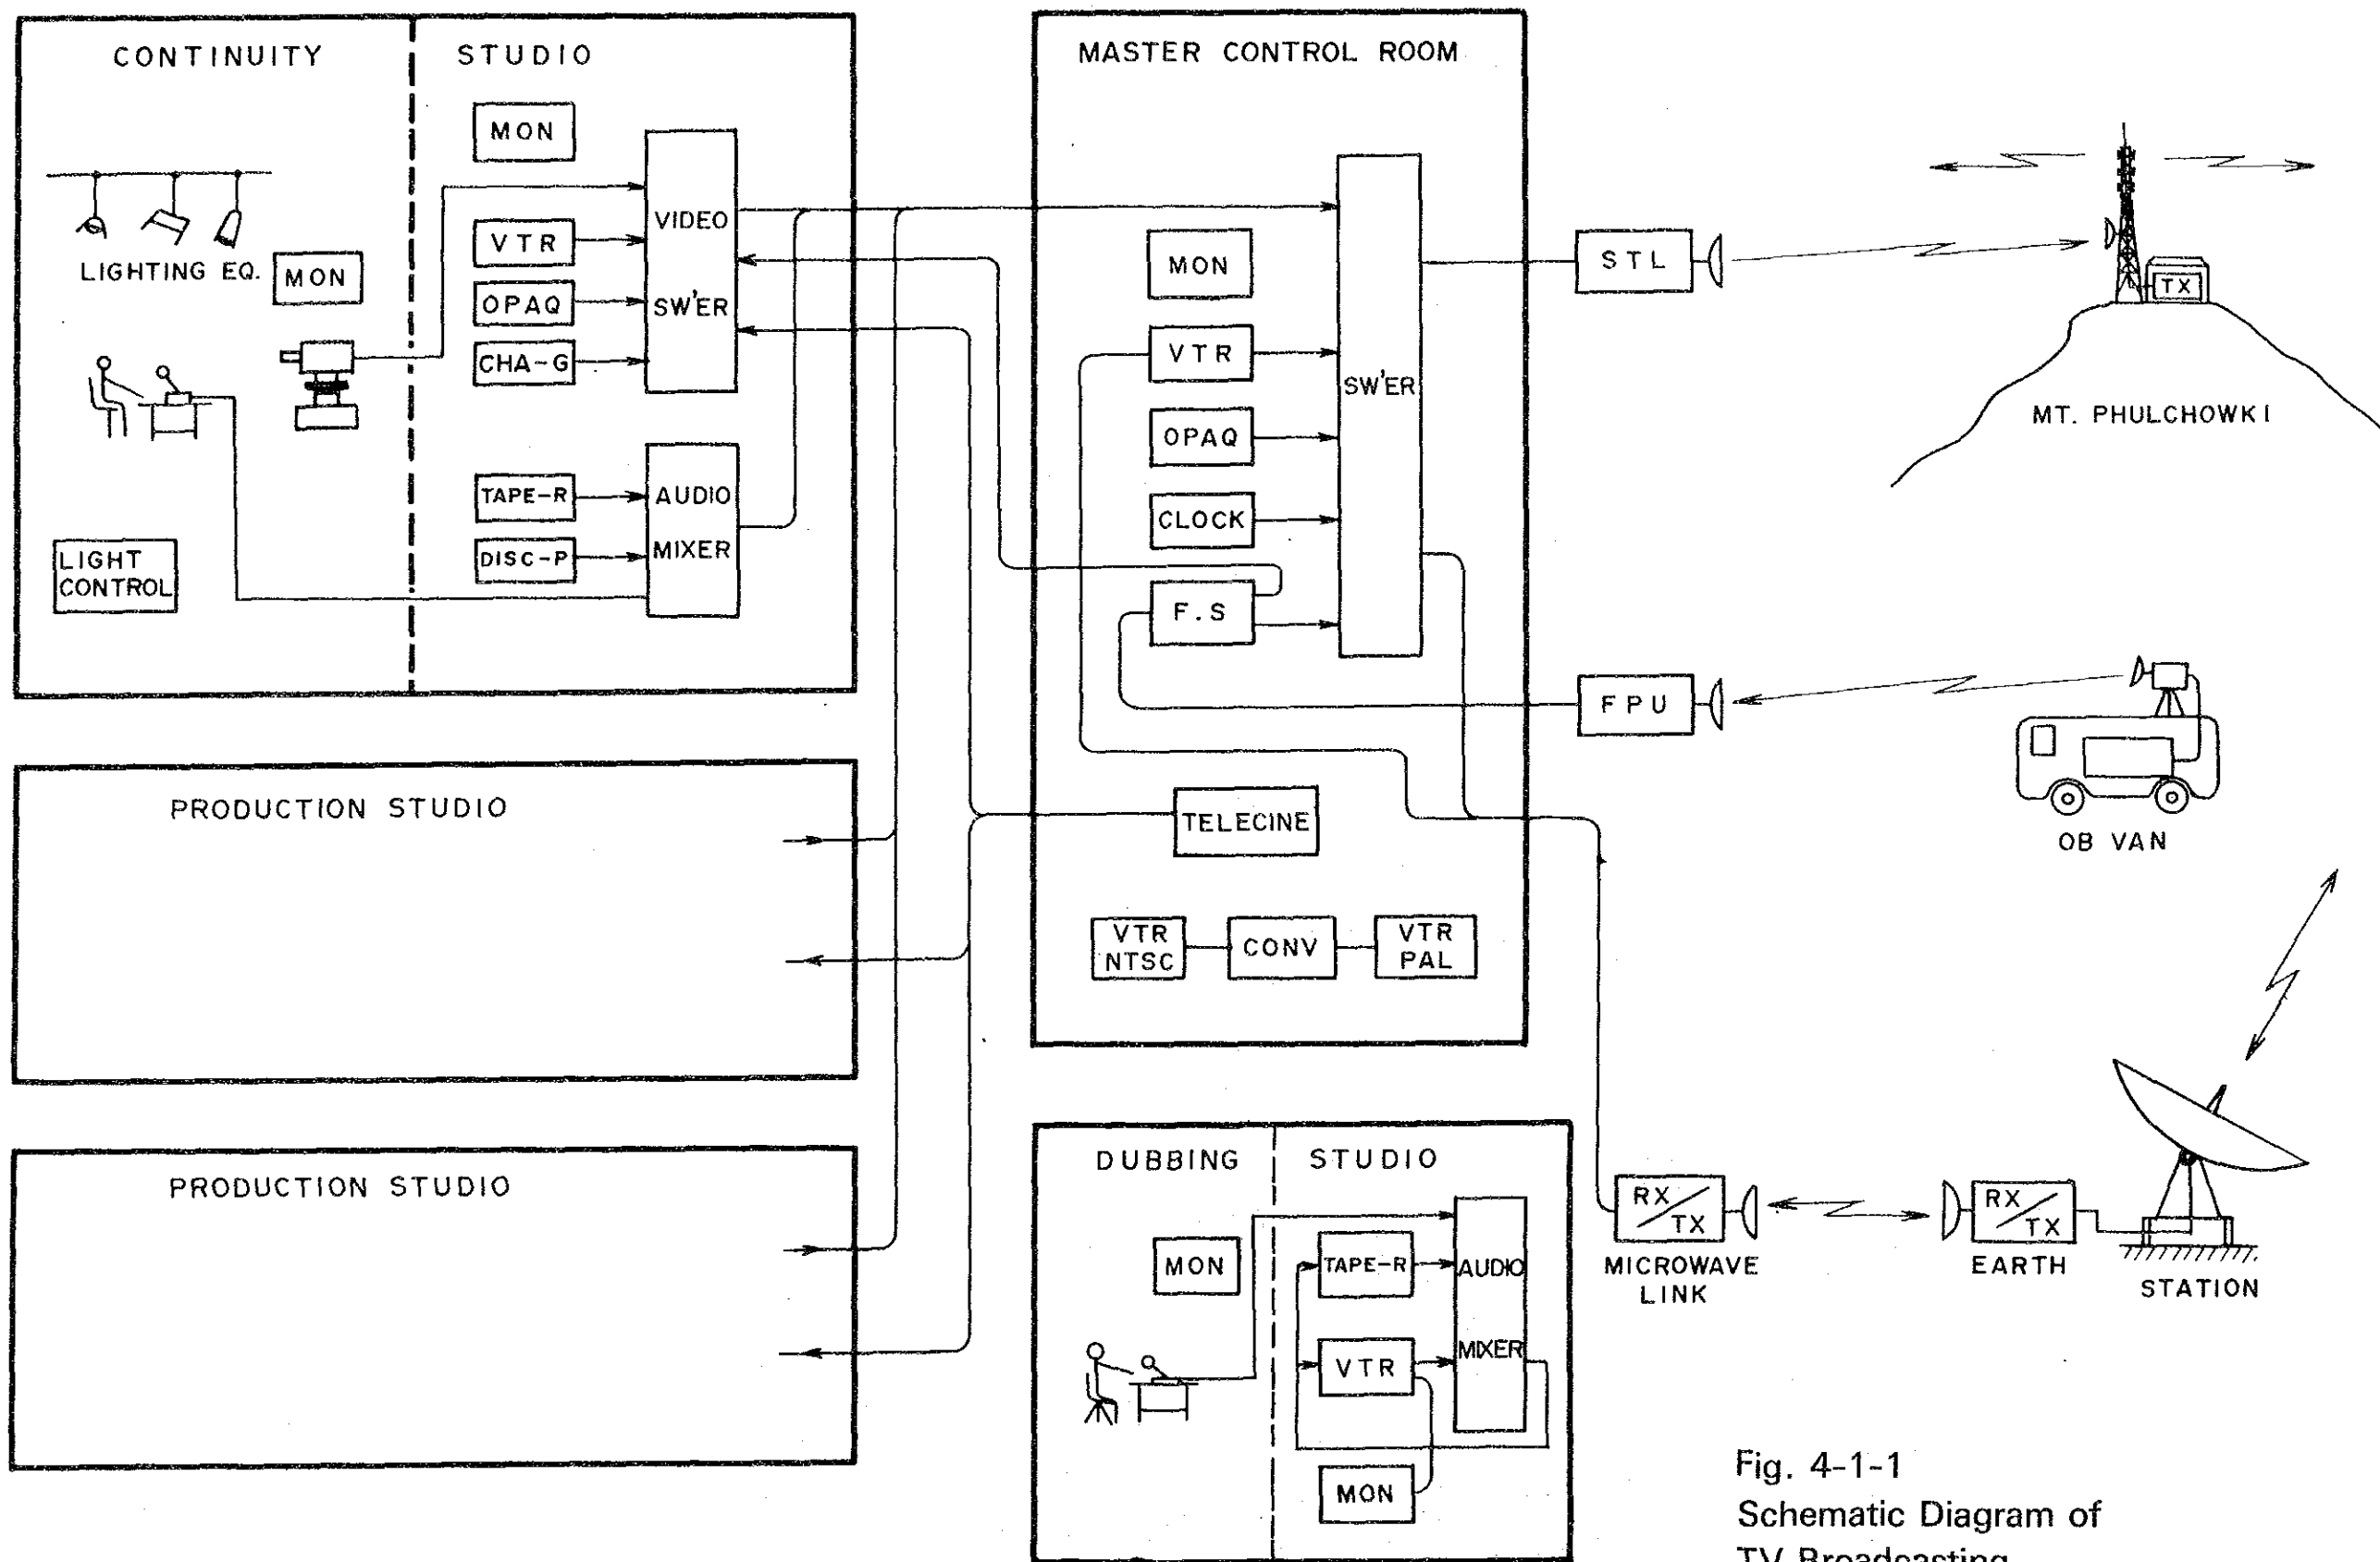 CONTINUITY STUDIO
MON
LIGHTING EQ.
MON
VTR
OPAQ
CHA-G
VIDEO
SW'ER
TAPE-R
DISC-P
AUDIO
MIXER
LIGHT
CONTROL
PRODUCTION STUDIO
PRODUCTION STUDIO
MASTER CONTROL ROOM
MON
VTR
OPAQ
CLOCK
F.S
SW'ER
TELECINE
VTR
NTSC
CONV
VTR
PAL
DUBBING STUDIO
MON
TAPE-R
VTR
MON
AUDIO
MIXER
STL
TX
MT. PHULCHOWKI
FPU
OB VAN
RX/TX
MICROWAVE
LINK
RX/TX
EARTH
STATION
Fig. 4-1-1
Schematic Diagram of
TV Broadcasting